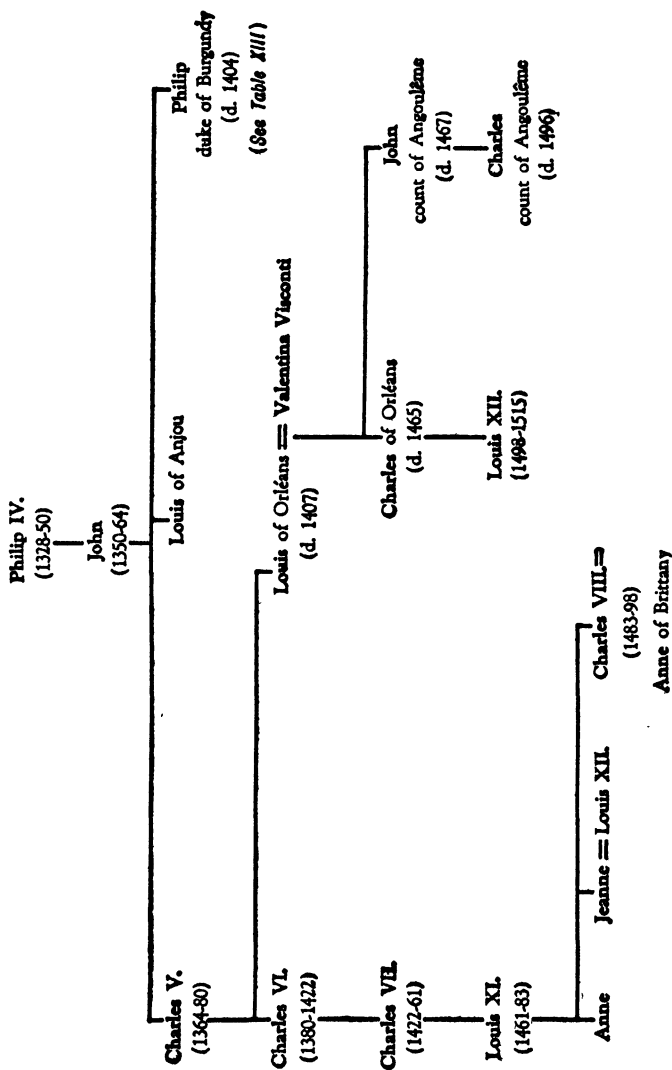 Philip IV.
(1328-50)
John
(1350-64)
Charles V.
(1364-80)
Louis of Anjou
Philip
duke of Burgundy
(d. 1404)
(See Table XIII)
Charles VI.
(1380-1422)
Louis of Orléans = Valentina Visconti
(d. 1407)
Charles VII.
(1422-61)
Charles of Orléans
(d. 1465)
John
count of Angoulême
(d. 1467)
Louis XI.
(1461-83)
Louis XII.
(1498-1515)
Charles
count of Angoulême
(d. 1496)
Anne
Jeanne = Louis XII.
Charles VIII.=
(1483-98)
Anne of Brittany